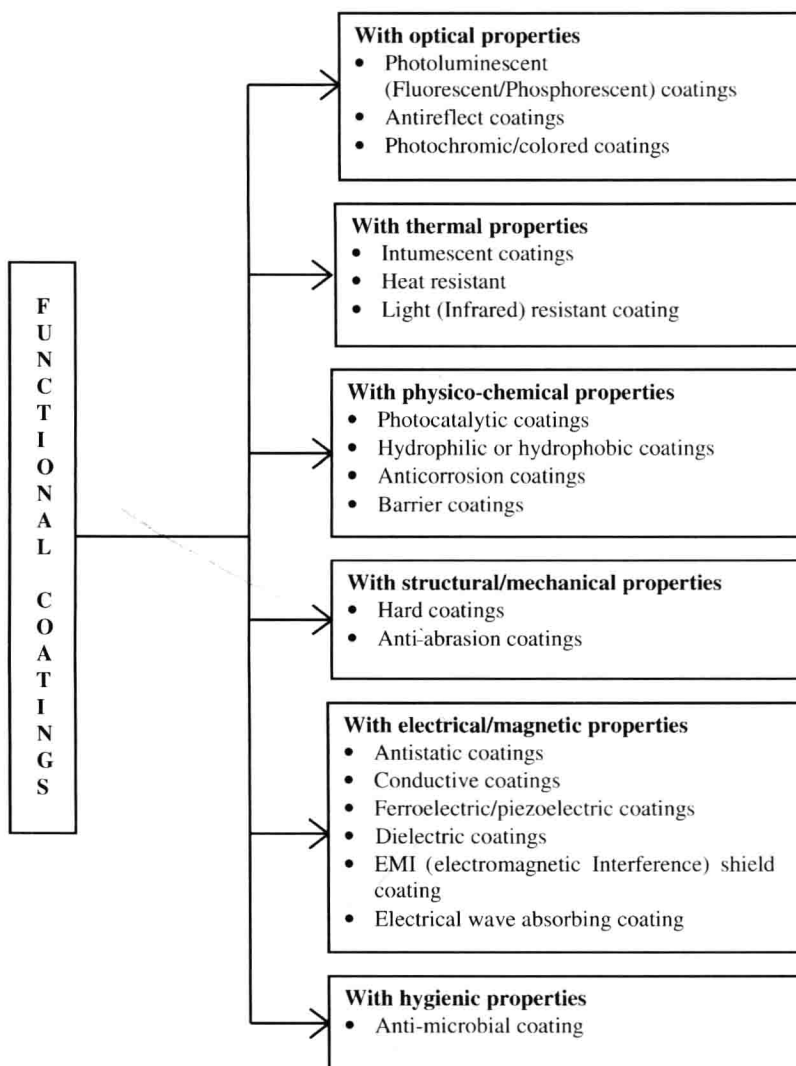 FUNCTIONAL COATINGS
With optical properties
• Photoluminescent
(Fluorescent/Phosphorescent) coatings
• Antireflect coatings
• Photochromic/colored coatings
With thermal properties
• Intumescent coatings
• Heat resistant
• Light (Infrared) resistant coating
With physico-chemical properties
• Photocatalytic coatings
• Hydrophilic or hydrophobic coatings
• Anticorrosion coatings
• Barrier coatings
With structural/mechanical properties
• Hard coatings
• Anti-abrasion coatings
With electrical/magnetic properties
• Antistatic coatings
• Conductive coatings
• Ferroelectric/piezoelectric coatings
• Dielectric coatings
• EMI (electromagnetic Interference) shield
coating
• Electrical wave absorbing coating
With hygienic properties
• Anti-microbial coating